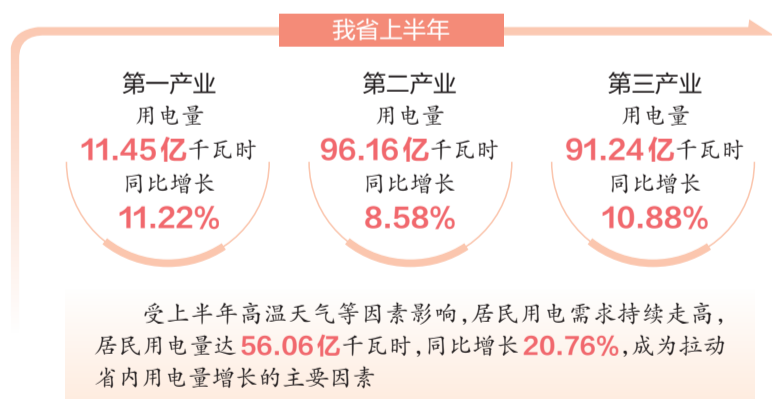 我省上半年
第一产业
用电量
11.45亿千瓦时
同比增长
11.22%
第二产业
用电量
96.16亿千瓦时
同比增长
8.58%
第三产业
用电量
91.24亿千瓦时
同比增长
10.88%
受上半年高温天气等因素影响,居民用电需求持续走高,
居民用电量达56.06亿千瓦时,同比增长20.76%,成为拉动
省内用电量增长的主要因素